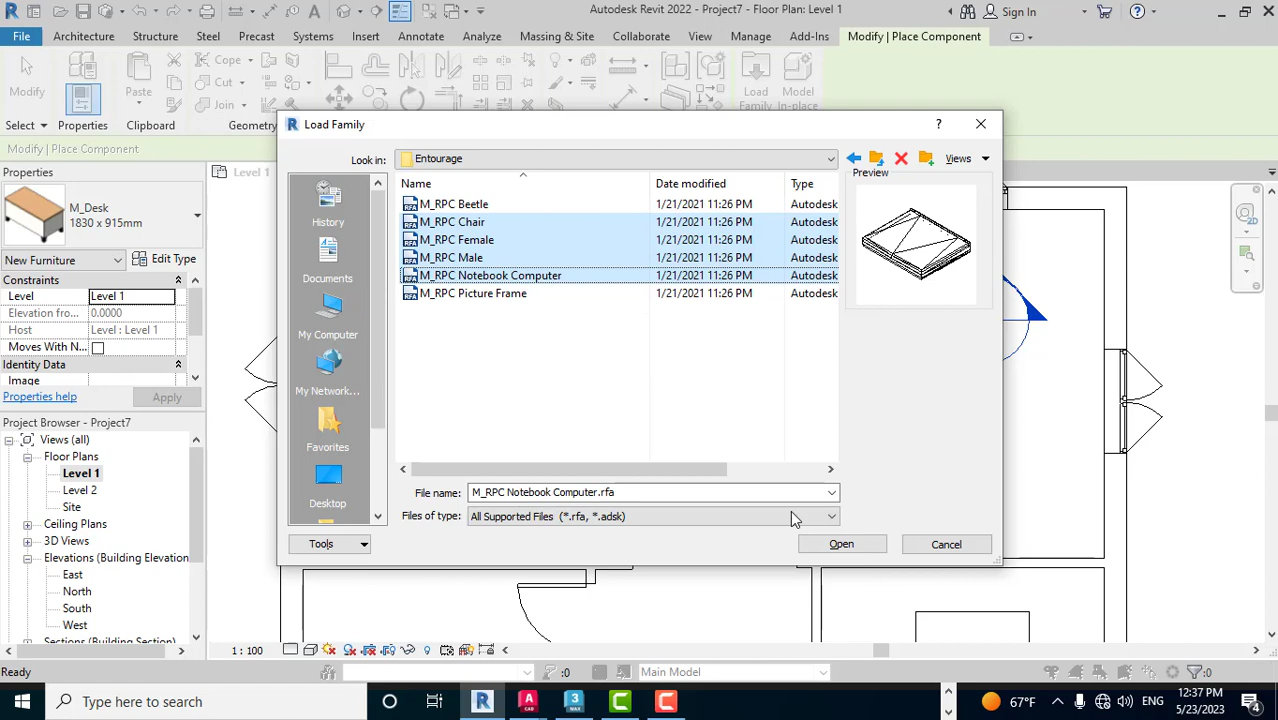 Autodesk Revit 2022 - Project7 - Floor Plan: Level 1
Sign In
File
Architecture
Structure
Steel
Precast
Systems
Insert
Annotate
Analyze
Massing & Site
Collaborate
View
Manage
Add-Ins
Modify | Place Component
Modify
Properties
Paste
Cope
Cut
Join
Load
Family
Model
In-place
Select
Properties
Clipboard
Geometry
Modify | Place Component
Load Family
Look in:
Entourage
Views
Name
Date modified
Type
Preview
M_RPC Beetle 1/21/2021 11:26 PM Autodesk
M_RPC Chair 1/21/2021 11:26 PM Autodesk
M_RPC Female 1/21/2021 11:26 PM Autodesk
M_RPC Male 1/21/2021 11:26 PM Autodesk
M_RPC Notebook Computer 1/21/2021 11:26 PM Autodesk
M_RPC Picture Frame 1/21/2021 11:26 PM Autodesk
History
Documents
My Computer
My Network...
Favorites
Desktop
File name: M_RPC Notebook Computer.rfa
Files of type: All Supported Files (*.rfa, *.adsk)
Tools
Open
Cancel
Level 1
Properties
M_Desk
1830 x 915mm
New Furniture
Edit Type
Constraints
Level Level 1
Elevation fro... 0.0000
Host Level : Level 1
Moves With N...
Identity Data
Image
Properties help
Apply
Project Browser - Project7
Views (all)
Floor Plans
Level 1
Level 2
Site
Ceiling Plans
3D Views
Elevations (Building Elevation)
East
North
South
West
Sections (Building Section)
1 : 100
Ready
:0
Main Model
:0
Type here to search
67°F
ENG
12:37 PM
5/23/2023
4